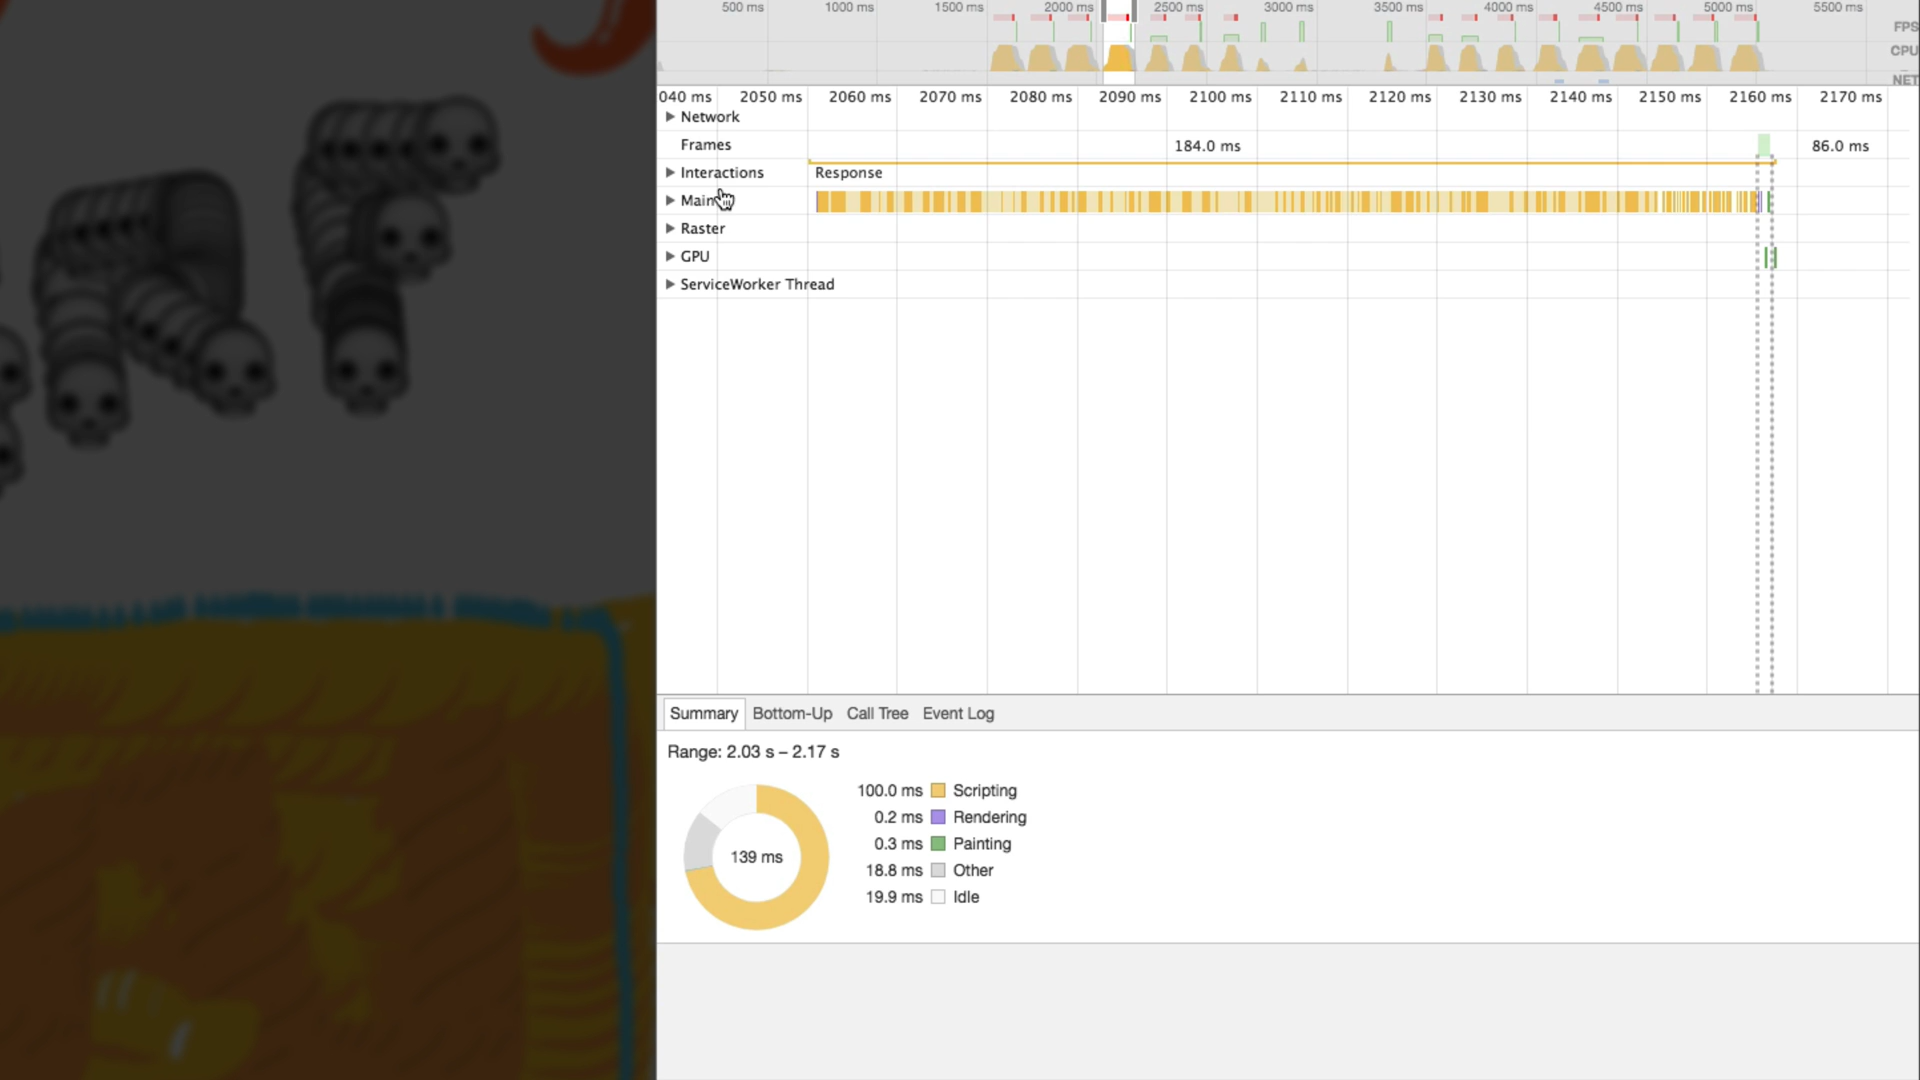 500 ms 1000 ms 1500 ms 2000 ms 2500 ms 3000 ms 3500 ms 4000 ms 4500 ms 5000 ms 5500 ms
FPS
CPU
NET
040 ms 2050 ms 2060 ms 2070 ms 2080 ms 2090 ms 2100 ms 2110 ms 2120 ms 2130 ms 2140 ms 2150 ms 2160 ms 2170 ms
Network
Frames 184.0 ms 86.0 ms
Interactions Response
Main
Raster
GPU
ServiceWorker Thread
Summary Bottom-Up Call Tree Event Log
Range: 2.03 s – 2.17 s
100.0 ms Scripting
0.2 ms Rendering
0.3 ms Painting
139 ms
18.8 ms Other
19.9 ms Idle